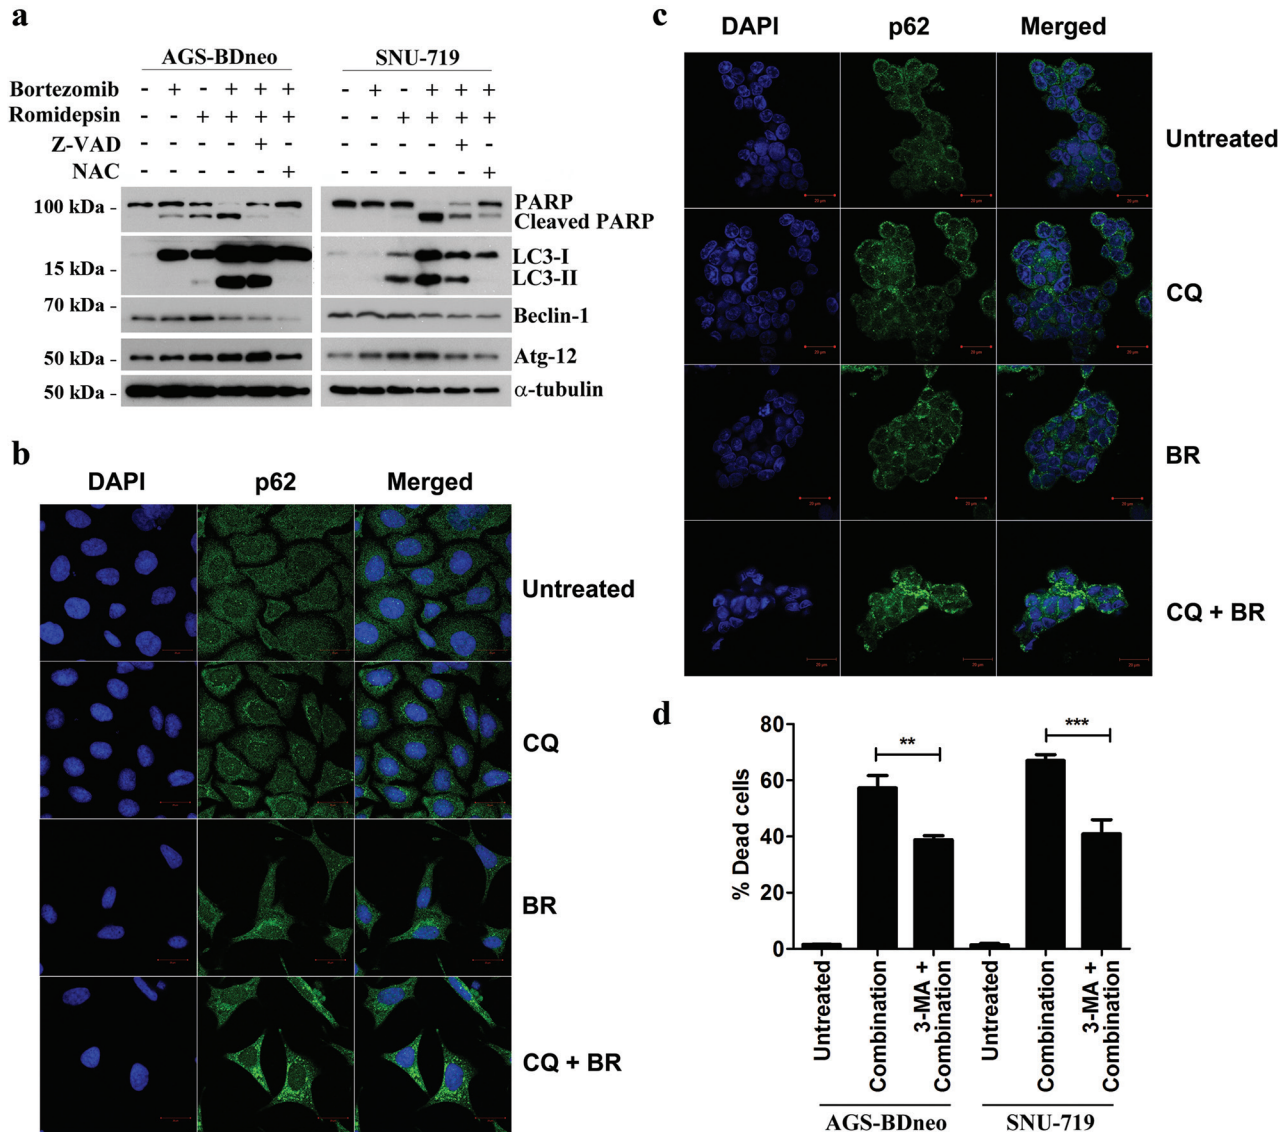 a
AGS-BDneo SNU-719
Bortezomib - + - + + + - + - + + +
Romidepsin - - + + + + - - + + + +
Z-VAD - - - - + - - - - - + -
NAC - - - - - + - - - - - +
100 kDa - PARP
Cleaved PARP
LC3-I
15 kDa - LC3-II
70 kDa -
Beclin-1
50 kDa - Atg-12
50 kDa - α-tubulin
b
DAPI p62 Merged
Untreated
CQ
BR
CQ + BR
c
DAPI p62 Merged
Untreated
CQ
BR
CQ + BR
20 µm
d
% Dead cells
80
60
40
20
0
**
***
Untreated
Combination
3-MA +
Combination
Untreated
Combination
3-MA +
Combination
AGS-BDneo SNU-719